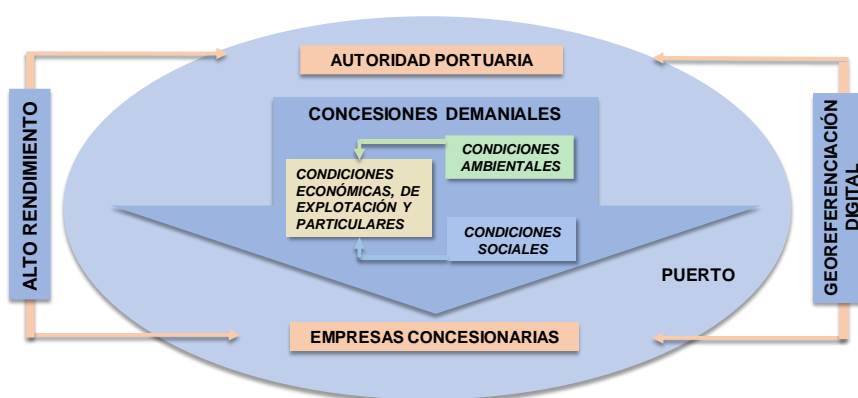 AUTORIDAD PORTUARIA
ALTO RENDIMIENTO
GEOREFERENCIACIÓN
DIGITAL
CONCESIONES DEMANIALES
CONDICIONES
AMBIENTALES
CONDICIONES
ECONÓMICAS, DE
EXPLOTACIÓN Y
PARTICULARES
CONDICIONES
SOCIALES
PUERTO
EMPRESAS CONCESIONARIAS